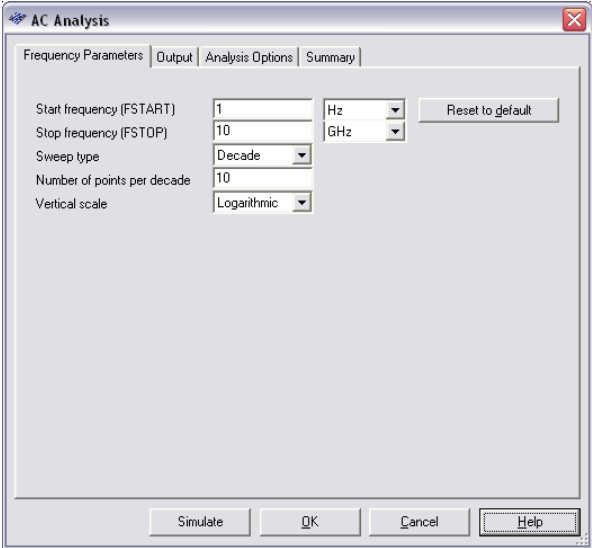 AC Analysis
Frequency Parameters Output Analysis Options Summary
Start frequency (FSTART) 1 Hz Reset to default
Stop frequency (FSTOP) 10 GHz
Sweep type Decade
Number of points per decade 10
Vertical scale Logarithmic
Simulate OK Cancel Help